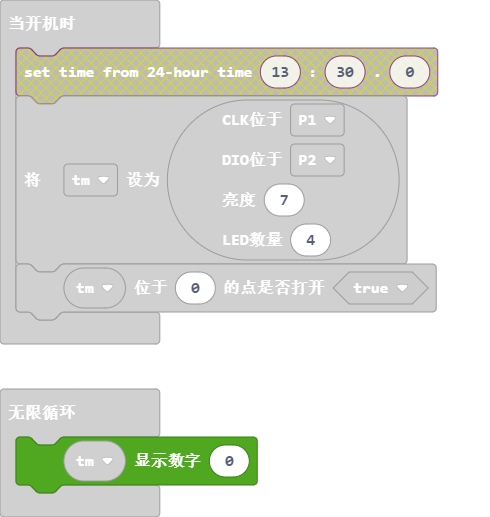 当开机时
set time from 24-hour time 13 : 30 . 0
CLK位于 P1
DIO位于 P2
将 tm 设为
亮度 7
LED数量 4
tm 位于 0 的点是否打开 true
无限循环
tm 显示数字 0